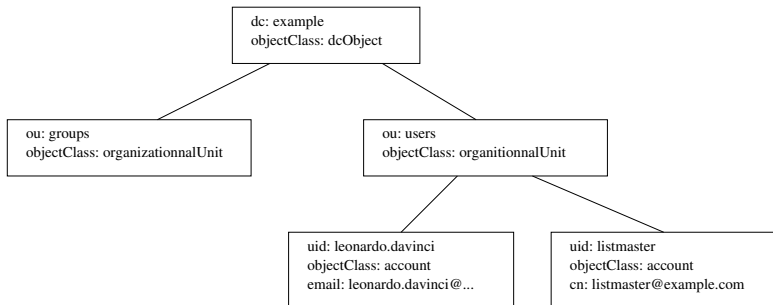 dc: example
objectClass: dcObject
ou: groups
objectClass: organizationnalUnit
ou: users
objectClass: organitionnalUnit
uid: leonardo.davinci
objectClass: account
email: leonardo.davinci@...
uid: listmaster
objectClass: account
cn: listmaster@example.com